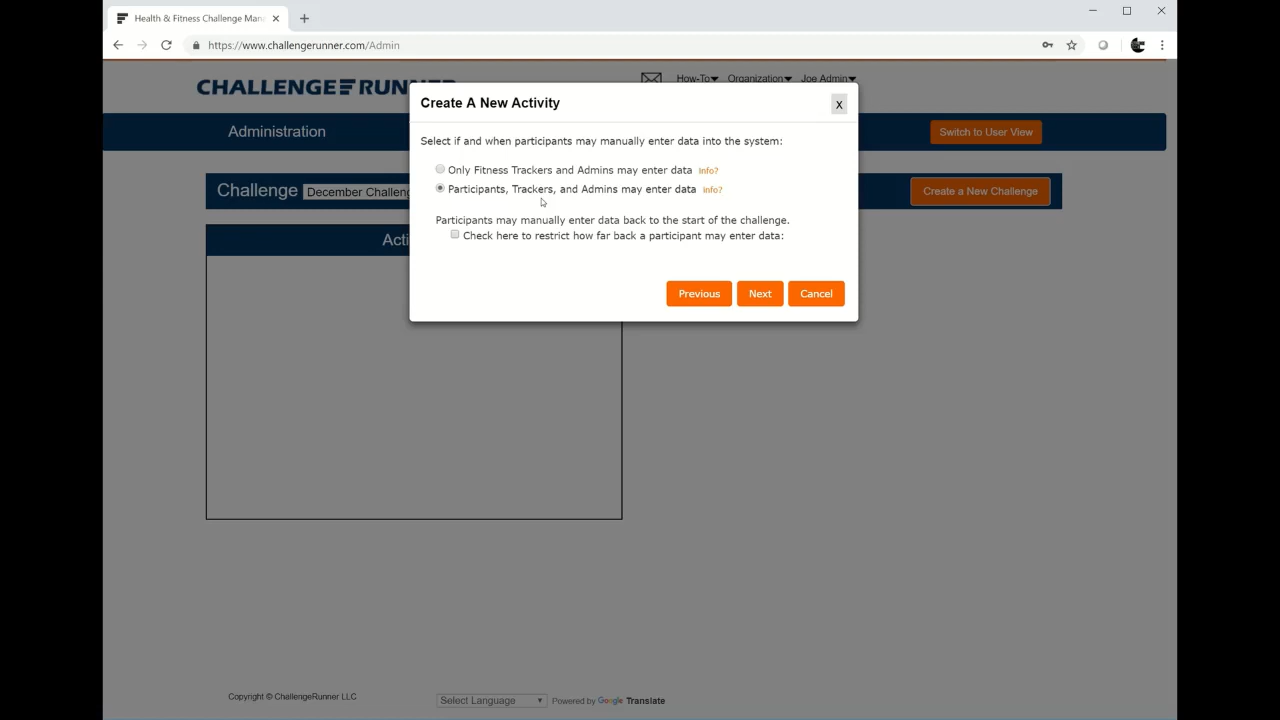 Health & Fitness Challenge Man
https://www.challengerunner.com/Admin
CHALLENGE RUN
How-To Organization Joe Admin
Administration
Switch to User View
Challenge December Challeng
Create a New Challenge
Acti
Create A New Activity
X
Select if and when participants may manually enter data into the system:
Only Fitness Trackers and Admins may enter data info?
Participants, Trackers, and Admins may enter data info?
Participants may manually enter data back to the start of the challenge.
Check here to restrict how far back a participant may enter data:
Previous Next Cancel
Copyright © ChallengeRunner LLC
Select Language Powered by Google Translate